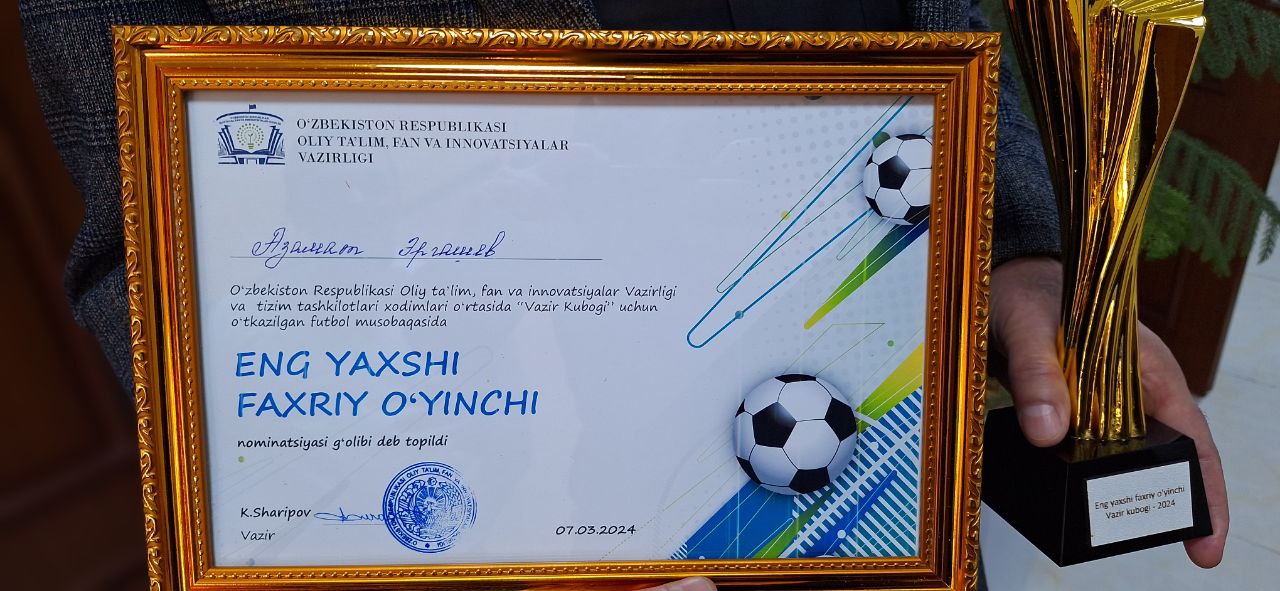 O‘ZBEKISTON RESPUBLIKASI
OLIY TA’LIM, FAN VA INNOVATSIYALAR
VAZIRLIGI
Азамат Эргашев
O‘zbekiston Respublikasi Oliy ta’lim, fan va innovatsiyalar Vazirligi
va tizim tashkilotlari xodimlari o‘rtasida “Vazir Kubogi” uchun
o‘tkazilgan futbol musobaqasida
ENG YAXSHI
FAXRIY O‘YINCHI
nominatsiyasi g‘olibi deb topildi
K.Sharipov
Vazir
07.03.2024
Eng yaxshi faxriy o‘yinchi
Vazir kubogi - 2024